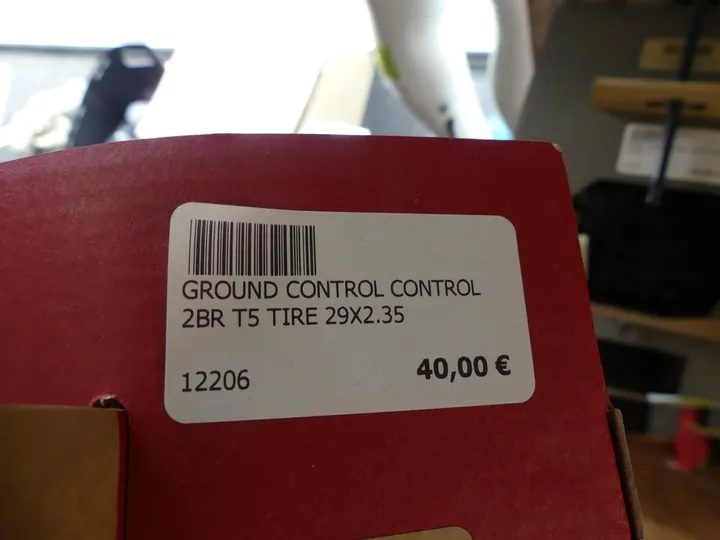 GROUND CONTROL CONTROL
2BR T5 TIRE 29X2.35
12206
40,00 €